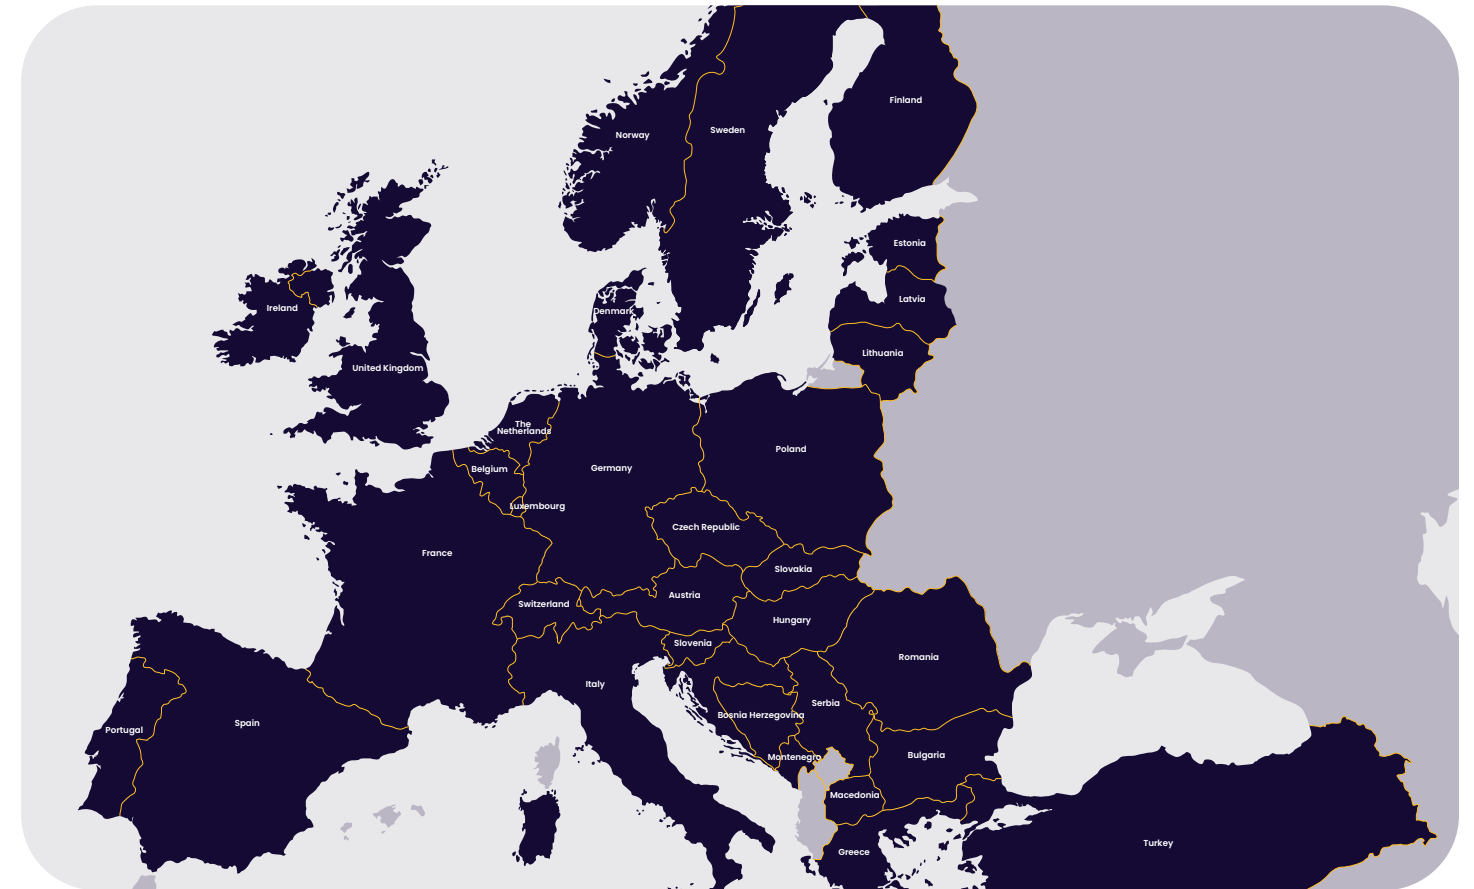 Finland
Norway
Sweden
Estonia
Latvia
Ireland
Denmark
Lithuania
United Kingdom
The
Netherlands
Poland
Belgium
Germany
Luxembourg
Czech Republic
France
Slovakia
Austria
Switzerland
Hungary
Slovenia
Romania
Italy
Serbia
Bosnia Herzegovina
Spain
Portugal
Montenegro
Bulgaria
Macedonia
Turkey
Greece